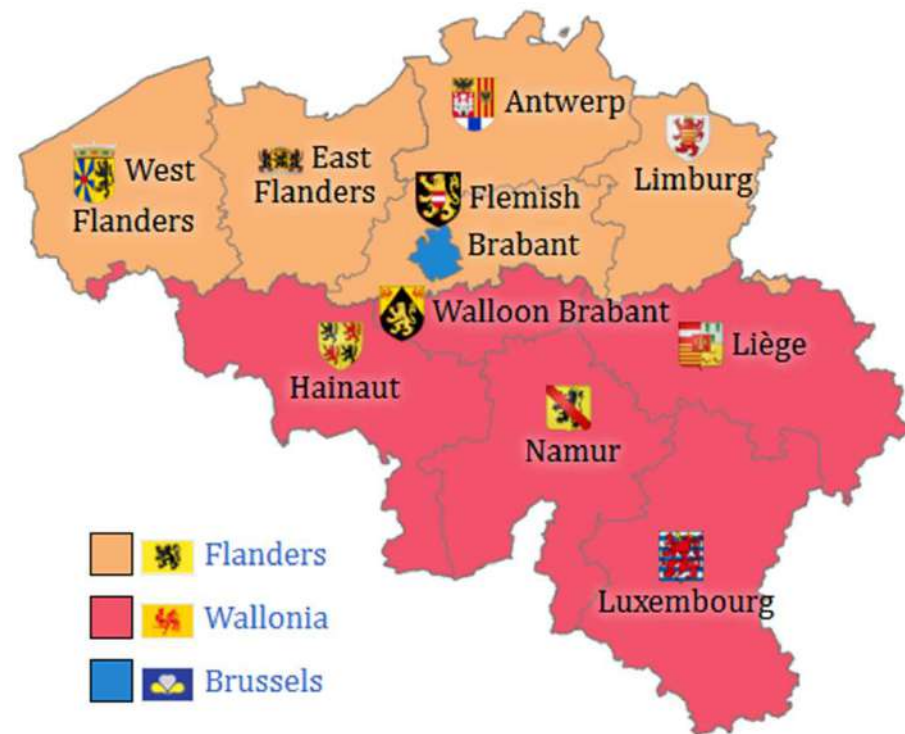 Antwerp
West
Flanders
East
Flanders
Limburg
Flemish
Brabant
Walloon Brabant
Liège
Hainaut
Namur
Luxembourg
Flanders
Wallonia
Brussels